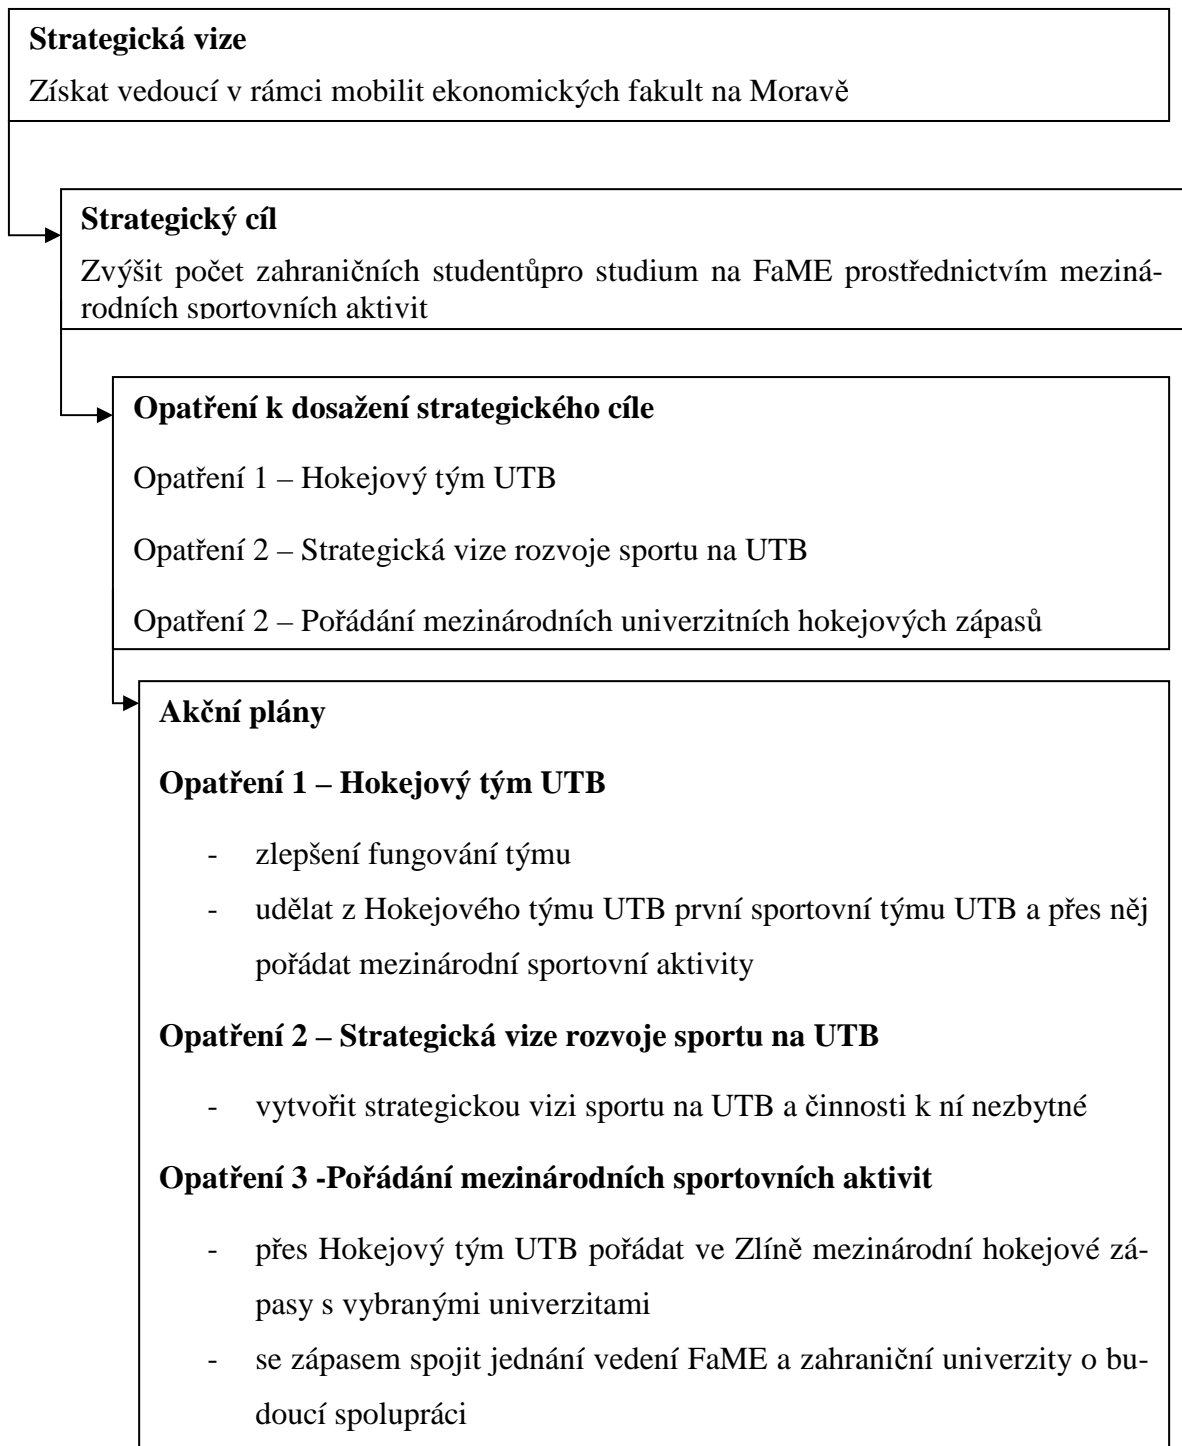 Strategická vize
Získat vedoucí v rámci mobilit ekonomických fakult na Moravě
Strategický cíl
Zvýšit počet zahraničních studentůpro studium na FaME prostřednictvím meziná-
rodních sportovních aktivit
Opatření k dosažení strategického cíle
Opatření 1 – Hokejový tým UTB
Opatření 2 – Strategická vize rozvoje sportu na UTB
Opatření 2 – Pořádání mezinárodních univerzitních hokejových zápasů
Akční plány
Opatření 1 – Hokejový tým UTB
- zlepšení fungování týmu
- udělat z Hokejového týmu UTB první sportovní týmu UTB a přes něj
pořádat mezinárodní sportovní aktivity
Opatření 2 – Strategická vize rozvoje sportu na UTB
- vytvořit strategickou vizi sportu na UTB a činnosti k ní nezbytné
Opatření 3 -Pořádání mezinárodních sportovních aktivit
- přes Hokejový tým UTB pořádat ve Zlíně mezinárodní hokejové zá-
pasy s vybranými univerzitami
- se zápasem spojit jednání vedení FaME a zahraniční univerzity o bu-
doucí spolupráci